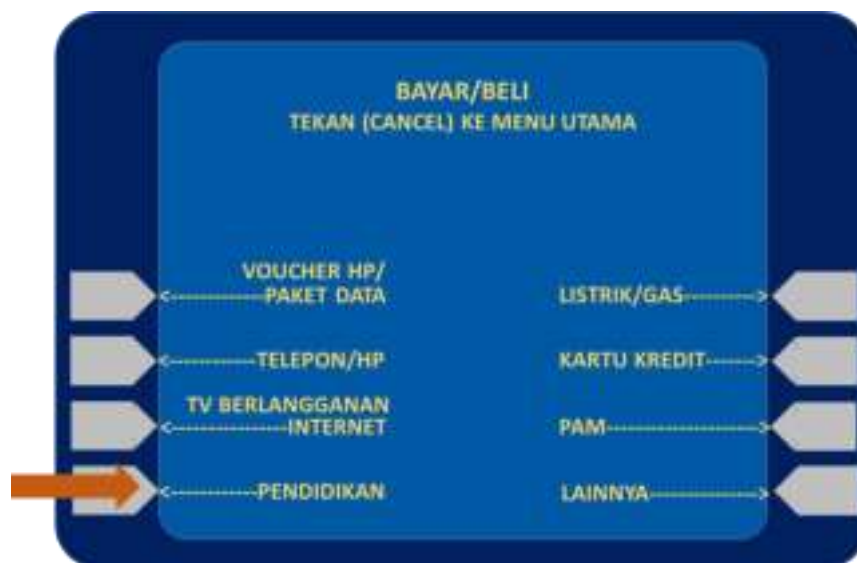 BAYAR/BELI
TEKAN (CANCEL) KE MENU UTAMA
VOUCHER HP/
<-------------PAKET DATA
LISTRIK/GAS--------->
<------------TELEPON/HP
KARTU KREDIT------>
TV BERLANGGANAN
<----------------INTERNET
PAM-------------------->
<------------PENDIDIKAN
LAINNYA-------------->